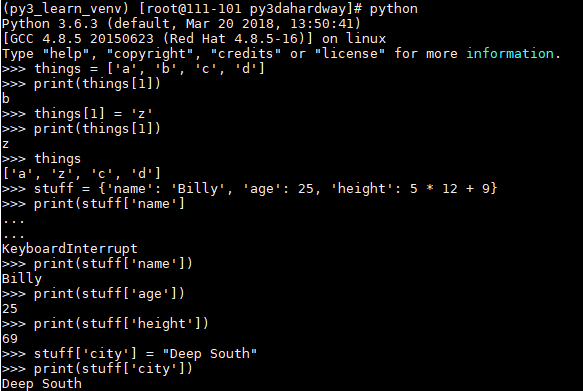 (py3_learn_venv) [root@111-101 py3dahardway]# python
Python 3.6.3 (default, Mar 20 2018, 13:50:41)
[GCC 4.8.5 20150623 (Red Hat 4.8.5-16)] on linux
Type "help", "copyright", "credits" or "license" for more information.
>>> things = ['a', 'b', 'c', 'd']
>>> print(things[1])
b
>>> things[1] = 'z'
>>> print(things[1])
z
>>> things
['a', 'z', 'c', 'd']
>>> stuff = {'name': 'Billy', 'age': 25, 'height': 5 * 12 + 9}
>>> print(stuff['name']
...
...
KeyboardInterrupt
>>> print(stuff['name'])
Billy
>>> print(stuff['age'])
25
>>> print(stuff['height'])
69
>>> stuff['city'] = "Deep South"
>>> print(stuff['city'])
Deep South